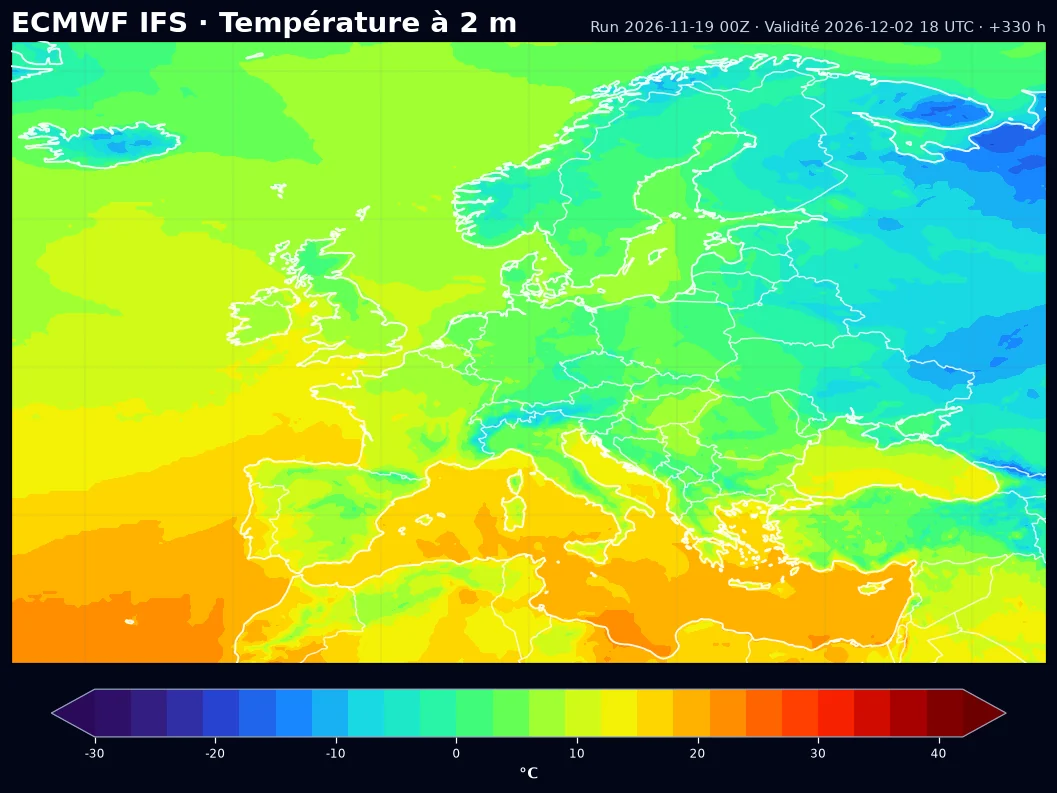 ECMWF IFS · Température à 2 m
Run 2026-11-19 00Z · Validité 2026-12-02 18 UTC · +330 h
-30 -20 -10 0 10 20 30 40
°C